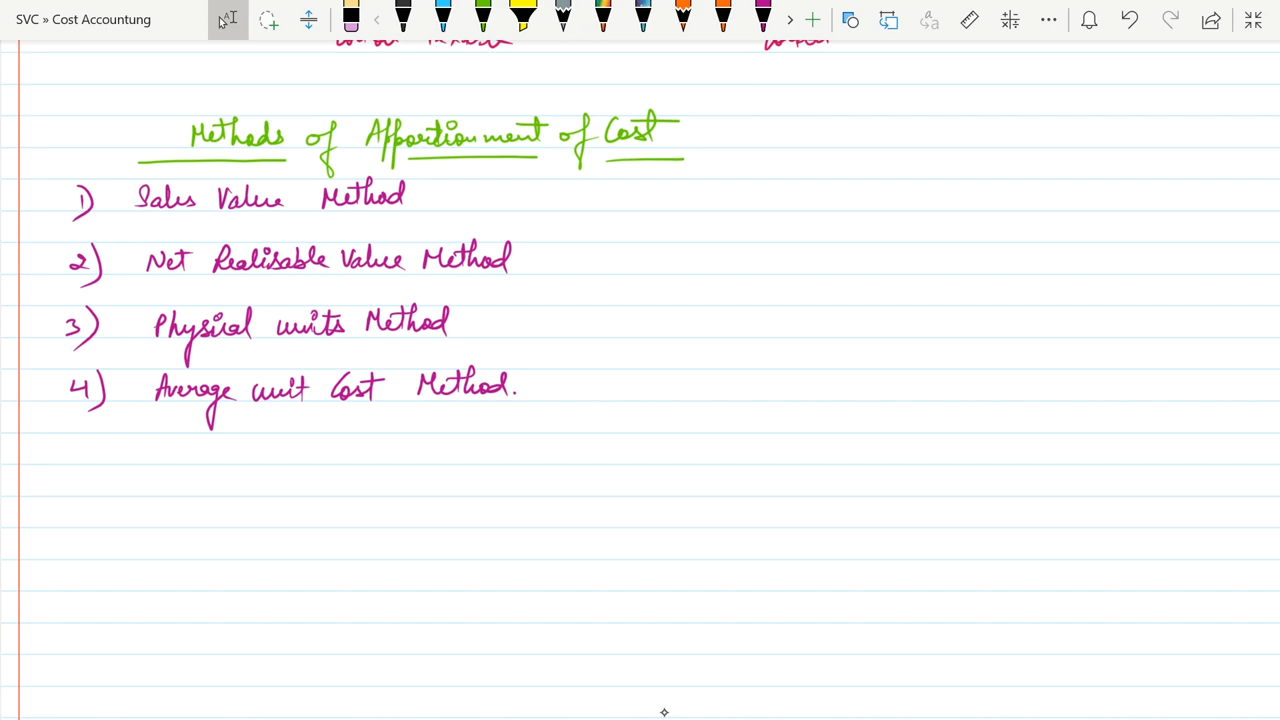 SVC » Cost Accountung
Methods of Apportionment of Cost
1) Sales Value Method
2) Net Realisable Value Method
3) Physical units Method
4) Average unit Cost Method.